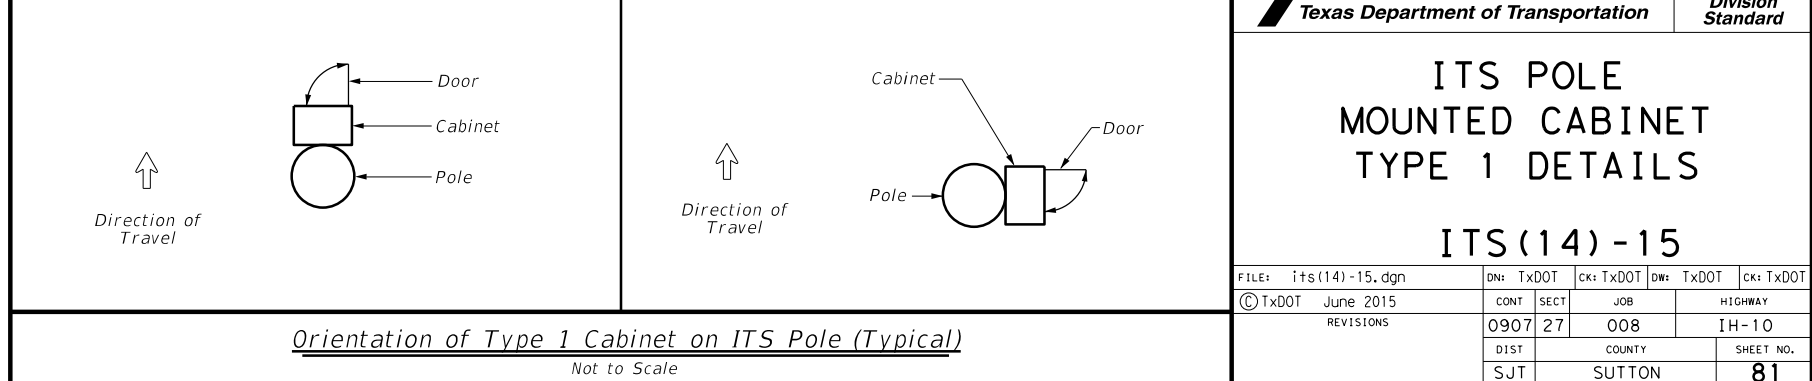 Door
Cabinet
Pole
Direction of
Travel
Cabinet
Door
Pole
Direction of
Travel
Orientation of Type 1 Cabinet on ITS Pole (Typical)
Not to Scale
Texas Department of Transportation
Division
Standard
ITS POLE
MOUNTED CABINET
TYPE 1 DETAILS
ITS(14)-15
FILE: its(14)-15.dgn DN: TxDOT CK: TxDOT DW: TxDOT CK: TxDOT
© TxDOT June 2015 CONT SECT JOB HIGHWAY
REVISIONS
0907 27 008 IH-10
DIST COUNTY SHEET NO.
SJT SUTTON 81